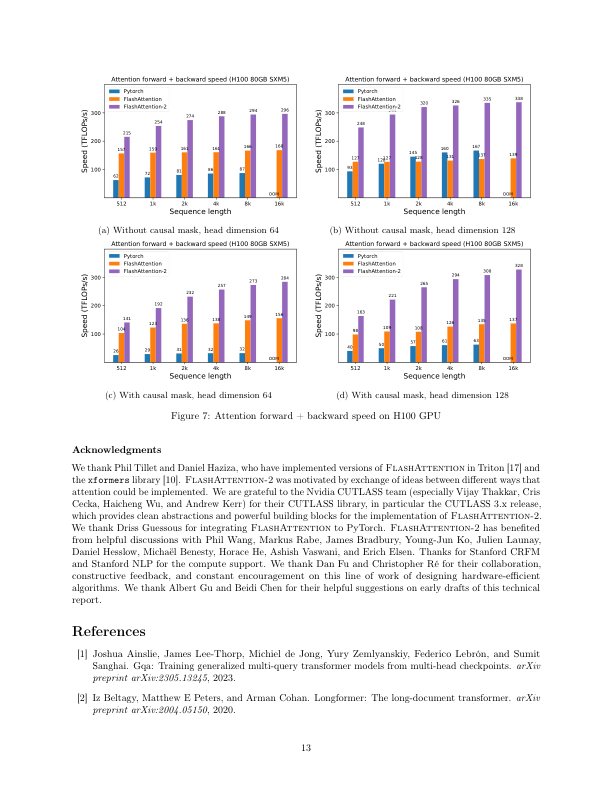 Attention forward + backward speed (H100 80GB SXM5)
Pytorch
FlashAttention
FlashAttention-2
Speed (TFLOPs/s)
300
200
100
62
157
215
72
159
254
81
161
274
86
160
288
87
166
294
OOM
168
296
512
1k
2k
4k
8k
16k
Sequence length
(a) Without causal mask, head dimension 64
Attention forward + backward speed (H100 80GB SXM5)
Pytorch
FlashAttention
FlashAttention-2
Speed (TFLOPs/s)
300
200
100
93
127
248
127
145
320
160
131
326
167
137
335
OOM
139
338
512
1k
2k
4k
8k
16k
Sequence length
(b) Without causal mask, head dimension 128
Attention forward + backward speed (H100 80GB SXM5)
Pytorch
FlashAttention
FlashAttention-2
Speed (TFLOPs/s)
300
200
100
26
104
141
29
192
31
136
232
32
138
257
32
273
OOM
156
284
512
1k
2k
4k
8k
16k
Sequence length
(c) With causal mask, head dimension 64
Attention forward + backward speed (H100 80GB SXM5)
Pytorch
FlashAttention
FlashAttention-2
Speed (TFLOPs/s)
300
200
100
40
98
163
109
221
57
108
265
61
126
294
135
308
OOM
137
328
512
1k
2k
4k
8k
16k
Sequence length
(d) With causal mask, head dimension 128
Figure 7: Attention forward + backward speed on H100 GPU
Acknowledgments
We thank Phil Tillet and Daniel Haziza, who have implemented versions of FLASHATTENTION in Triton [17] and
the xformers library [10]. FLASHATTENTION-2 was motivated by exchange of ideas between different ways that
attention could be implemented. We are grateful to the Nvidia CUTLASS team (especially Vijay Thakkar, Cris
Cecka, Haicheng Wu, and Andrew Kerr) for their CUTLASS library, in particular the CUTLASS 3.x release,
which provides clean abstractions and powerful building blocks for the implementation of FLASHATTENTION-2.
We thank Driss Guessous for integrating FLASHATTENTION to PyTorch. FLASHATTENTION-2 has benefited
from helpful discussions with Phil Wang, Markus Rabe, James Bradbury, Young-Jun Ko, Julien Launay,
Daniel Hesslow, Michaël Benesty, Horace He, Ashish Vaswani, and Erich Elsen. Thanks for Stanford CRFM
and Stanford NLP for the compute support. We thank Dan Fu and Christopher Ré for their collaboration,
constructive feedback, and constant encouragement on this line of work of designing hardware-efficient
algorithms. We thank Albert Gu and Beidi Chen for their helpful suggestions on early drafts of this technical
report.
References
[1] Joshua Ainslie, James Lee-Thorp, Michiel de Jong, Yury Zemlyanskiy, Federico Lebrón, and Sumit
Sanghai. Gqa: Training generalized multi-query transformer models from multi-head checkpoints. arXiv
preprint arXiv:2305.13245, 2023.
[2] Iz Beltagy, Matthew E Peters, and Arman Cohan. Longformer: The long-document transformer. arXiv
preprint arXiv:2004.05150, 2020.
13